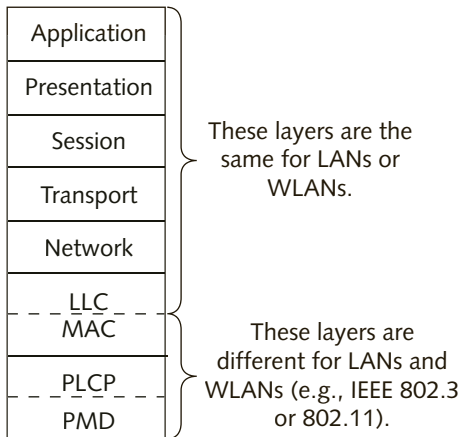 Application
Presentation
Session
Transport
Network
LLC
MAC
PLCP
PMD
These layers are the
same for LANs or
WLANs.
These layers are
different for LANs and
WLANs (e.g., IEEE 802.3
or 802.11).